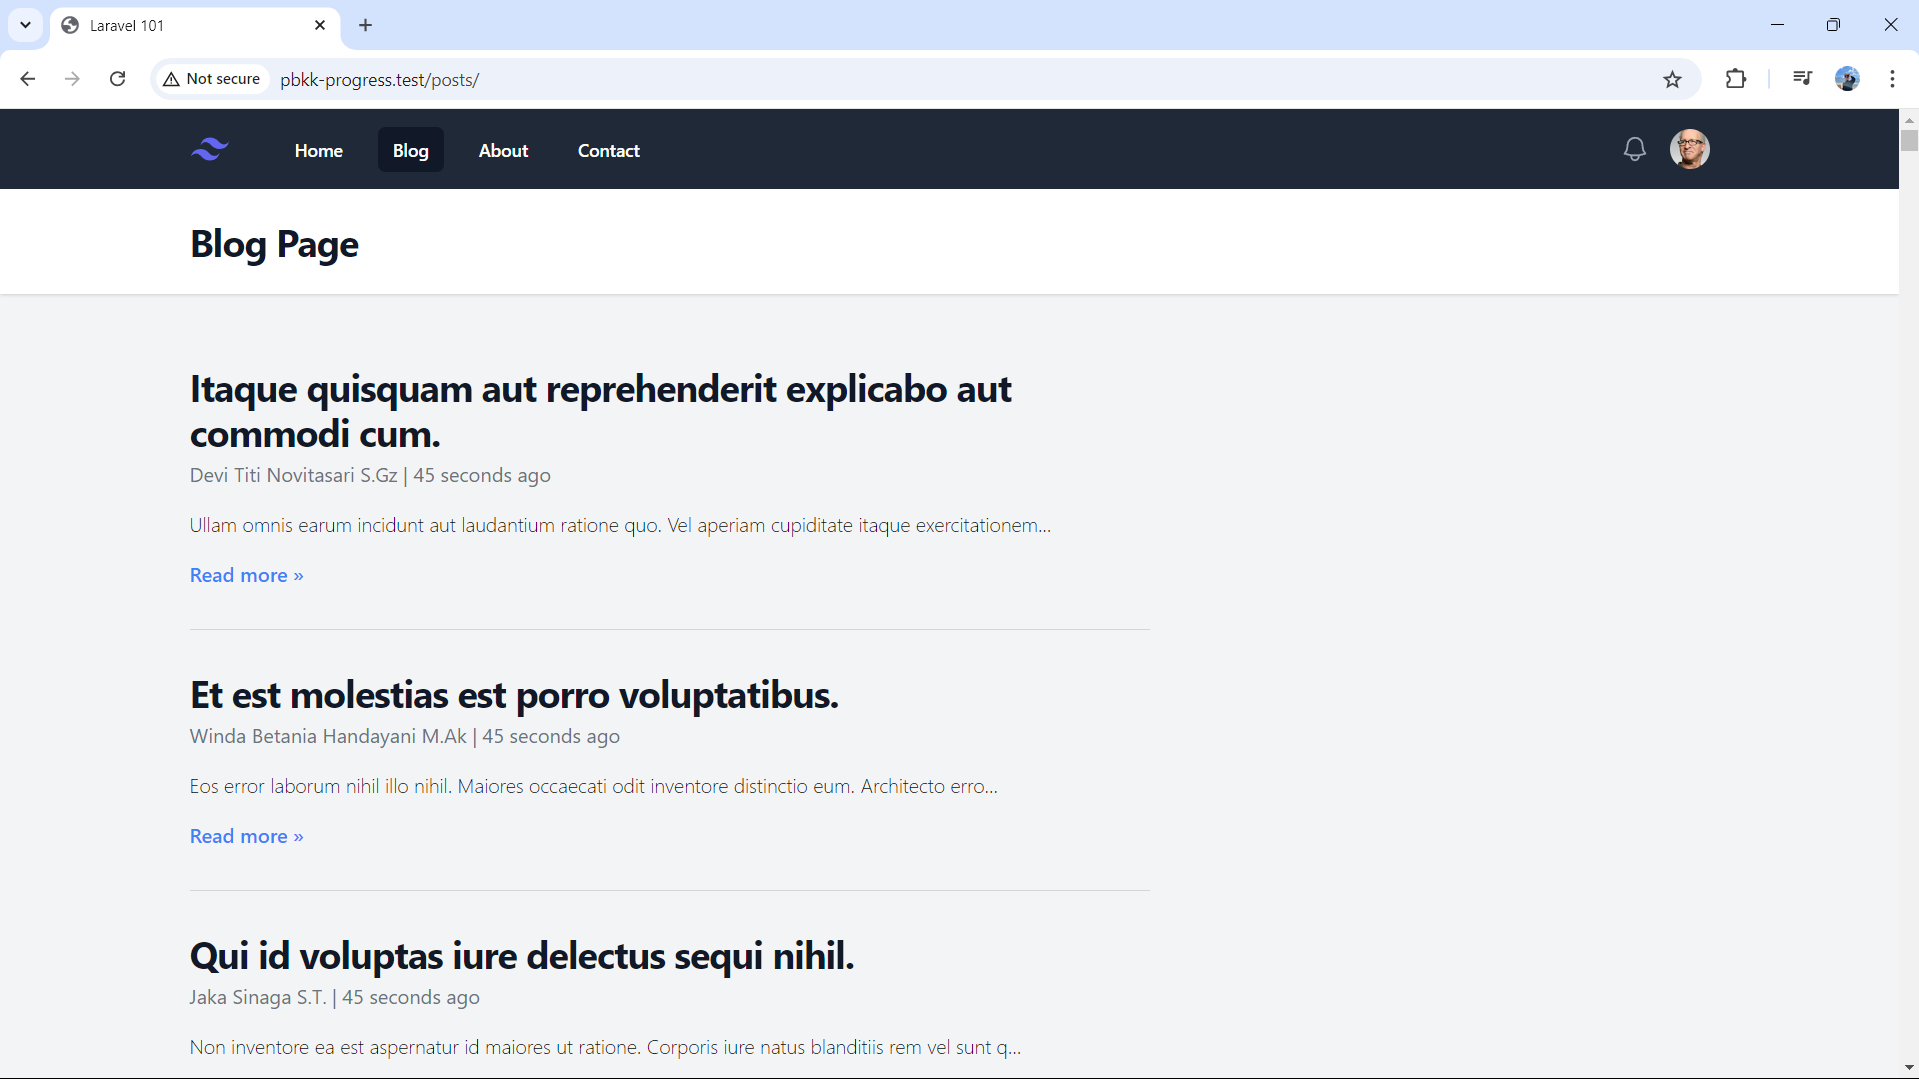 Laravel 101
Not secure
pbkk-progress.test/posts/
Home
Blog
About
Contact
Blog Page
Itaque quisquam aut reprehenderit explicabo aut
commodi cum.
Devi Titi Novitasari S.Gz | 45 seconds ago
Ullam omnis earum incidunt aut laudantium ratione quo. Vel aperiam cupiditate itaque exercitationem...
Read more »
Et est molestias est porro voluptatibus.
Winda Betania Handayani M.Ak | 45 seconds ago
Eos error laborum nihil illo nihil. Maiores occaecati odit inventore distinctio eum. Architecto erro...
Read more »
Qui id voluptas iure delectus sequi nihil.
Jaka Sinaga S.T. | 45 seconds ago
Non inventore ea est aspernatur id maiores ut ratione. Corporis iure natus blanditiis rem vel sunt q...